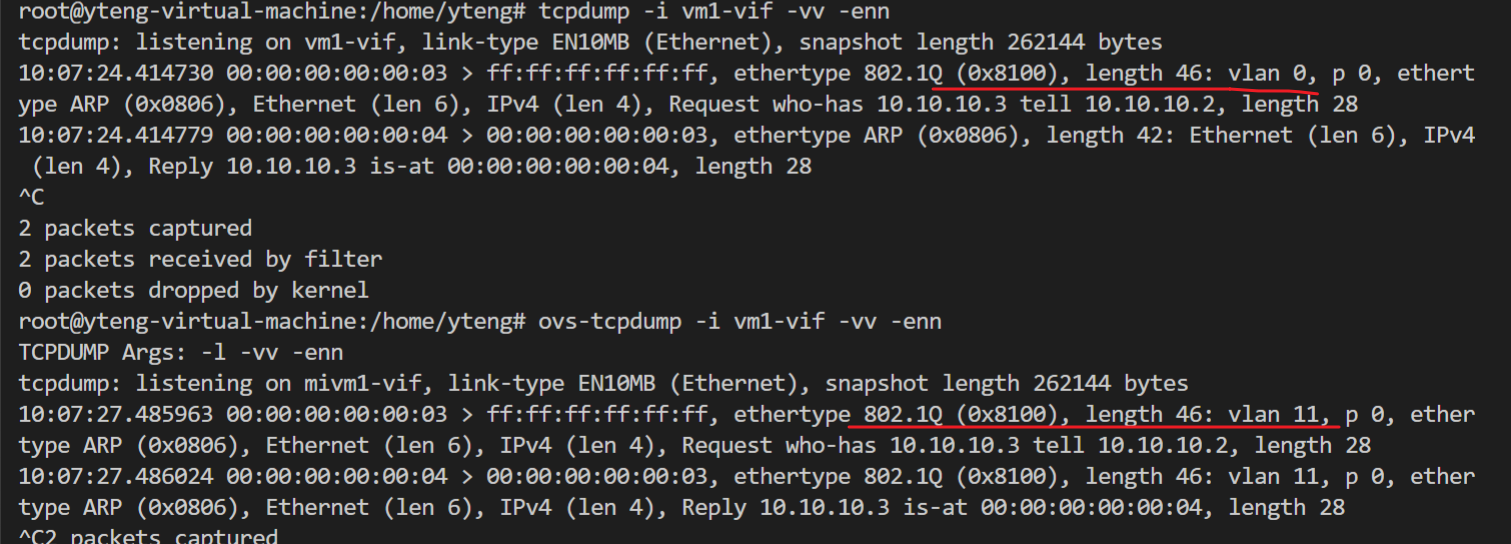 root@yteng-virtual-machine:/home/yteng# tcpdump -i vm1-vif -vv -enn
tcpdump: listening on vm1-vif, link-type EN10MB (Ethernet), snapshot length 262144 bytes
10:07:24.414730 00:00:00:00:00:03 > ff:ff:ff:ff:ff:ff, ethertype 802.1Q (0x8100), length 46: vlan 0, p 0, ethert
ype ARP (0x0806), Ethernet (len 6), IPv4 (len 4), Request who-has 10.10.10.3 tell 10.10.10.2, length 28
10:07:24.414779 00:00:00:00:00:04 > 00:00:00:00:00:03, ethertype ARP (0x0806), length 42: Ethernet (len 6), IPv4
 (len 4), Reply 10.10.10.3 is-at 00:00:00:00:00:04, length 28
^C
2 packets captured
2 packets received by filter
0 packets dropped by kernel
root@yteng-virtual-machine:/home/yteng# ovs-tcpdump -i vm1-vif -vv -enn
TCPDUMP Args: -l -vv -enn
tcpdump: listening on mivm1-vif, link-type EN10MB (Ethernet), snapshot length 262144 bytes
10:07:27.485963 00:00:00:00:00:03 > ff:ff:ff:ff:ff:ff, ethertype 802.1Q (0x8100), length 46: vlan 11, p 0, ether
type ARP (0x0806), Ethernet (len 6), IPv4 (len 4), Request who-has 10.10.10.3 tell 10.10.10.2, length 28
10:07:27.486024 00:00:00:00:00:04 > 00:00:00:00:00:03, ethertype 802.1Q (0x8100), length 46: vlan 11, p 0, ether
type ARP (0x0806), Ethernet (len 6), IPv4 (len 4), Reply 10.10.10.3 is-at 00:00:00:00:00:04, length 28
^C2 packets captured